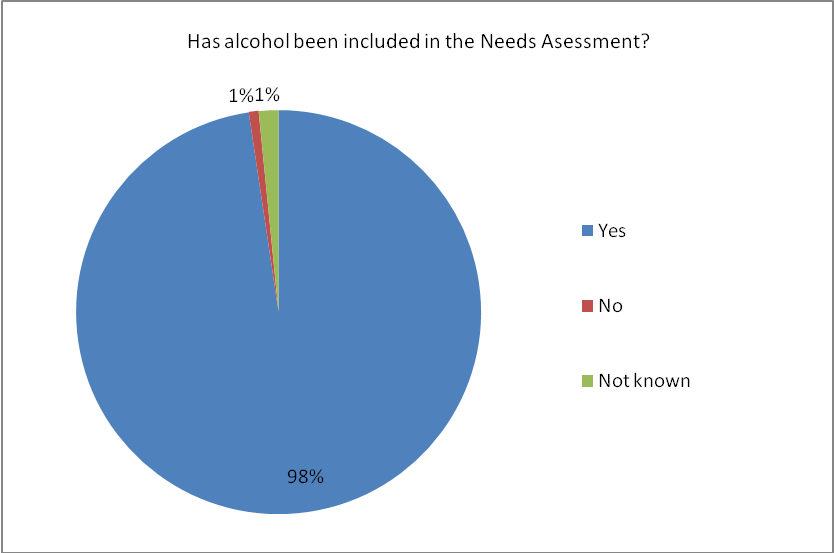 Has alcohol been included in the Needs Asessment?
1% 1%
98%
Yes
No
Not known